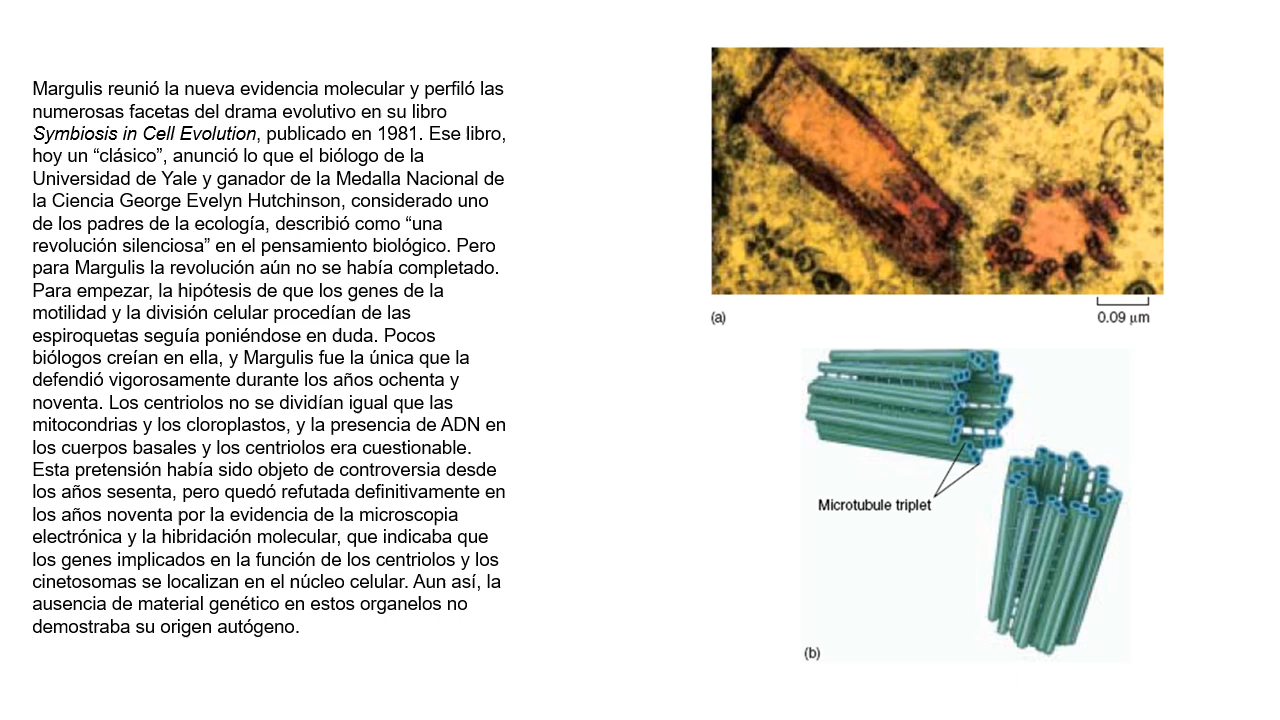 Margulis reunió la nueva evidencia molecular y perfiló las
numerosas facetas del drama evolutivo en su libro
Symbiosis in Cell Evolution, publicado en 1981. Ese libro,
hoy un “clásico”, anunció lo que el biólogo de la
Universidad de Yale y ganador de la Medalla Nacional de
la Ciencia George Evelyn Hutchinson, considerado uno
de los padres de la ecología, describió como “una
revolución silenciosa” en el pensamiento biológico. Pero
para Margulis la revolución aún no se había completado.
Para empezar, la hipótesis de que los genes de la
motilidad y la división celular procedían de las
espiroquetas seguía poniéndose en duda. Pocos
biólogos creían en ella, y Margulis fue la única que la
defendió vigorosamente durante los años ochenta y
noventa. Los centriolos no se dividían igual que las
mitocondrias y los cloroplastos, y la presencia de ADN en
los cuerpos basales y los centriolos era cuestionable.
Esta pretensión había sido objeto de controversia desde
los años sesenta, pero quedó refutada definitivamente en
los años noventa por la evidencia de la microscopia
electrónica y la hibridación molecular, que indicaba que
los genes implicados en la función de los centriolos y los
cinetosomas se localizan en el núcleo celular. Aun así, la
ausencia de material genético en estos organelos no
demostraba su origen autógeno.
(a)
0.09 μm
Microtubule triplet
(b)